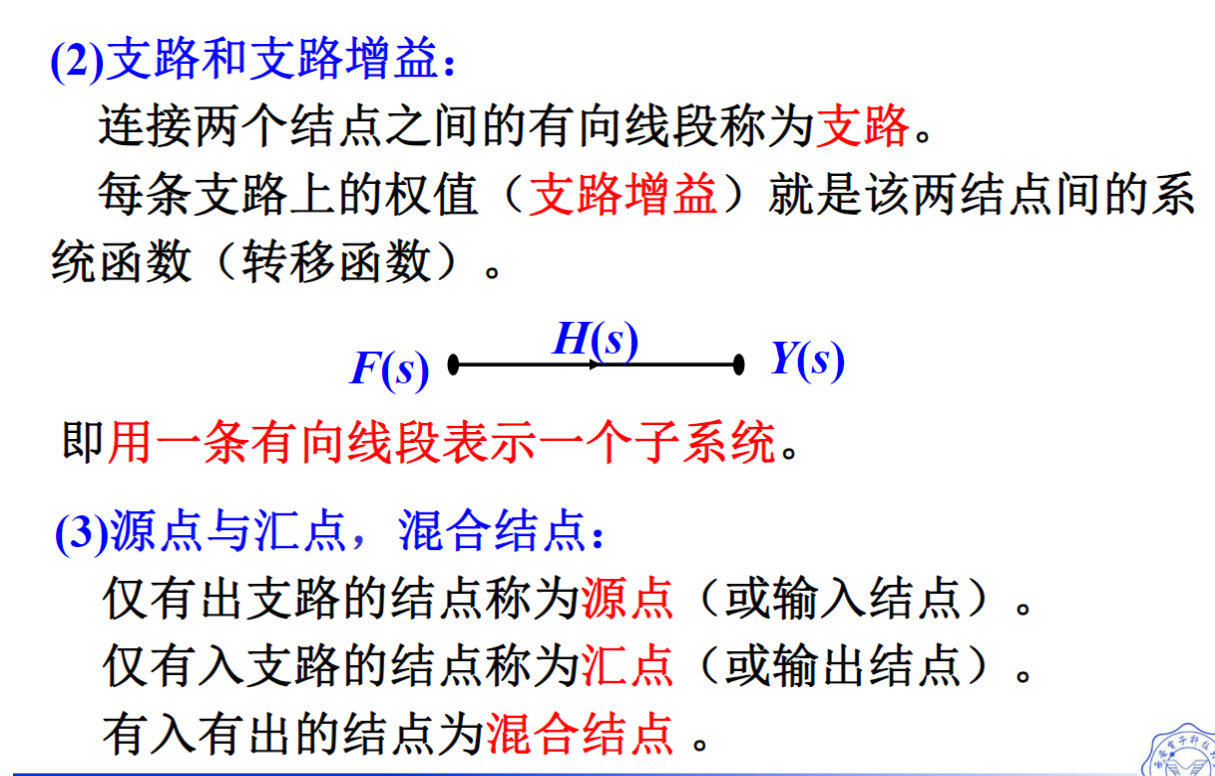 (2)支路和支路增益：
连接两个结点之间的有向线段称为支路。
每条支路上的权值（支路增益）就是该两结点间的系
统函数（转移函数）。
F(s) H(s) Y(s)
即用一条有向线段表示一个子系统。
(3)源点与汇点，混合结点：
仅有出支路的结点称为源点（或输入结点）。
仅有入支路的结点称为汇点（或输出结点）。
有入有出的结点为混合结点 。